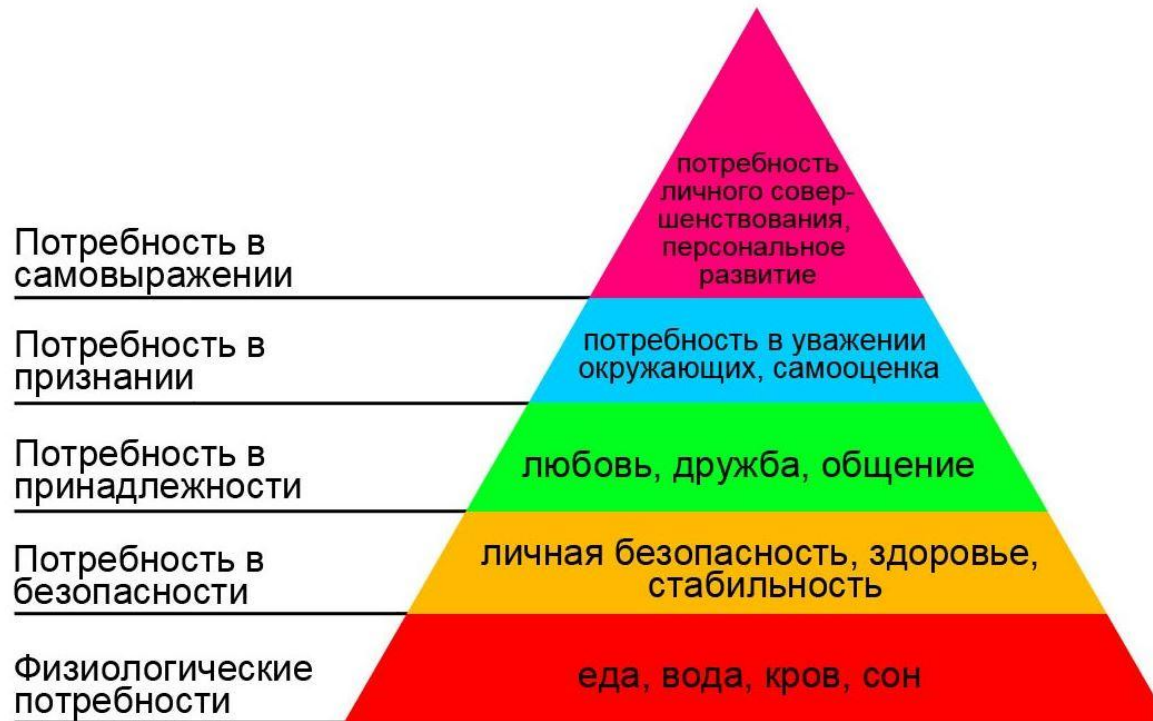 потребность
личного совер-
шенствования,
персональное
развитие
Потребность в
самовыражении
потребность в уважении
окружающих, самооценка
Потребность в
признании
любовь, дружба, общение
Потребность в
принадлежности
личная безопасность, здоровье,
стабильность
Потребность в
безопасности
еда, вода, кров, сон
Физиологические
потребности